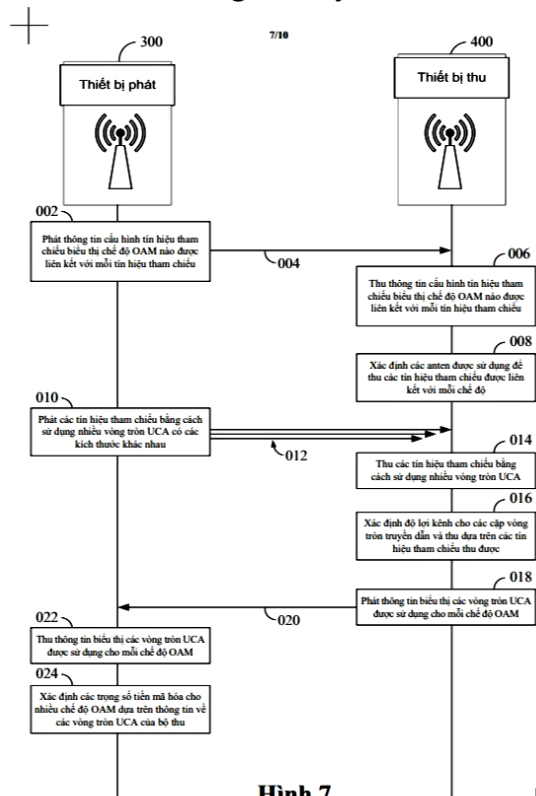 7/10
300
400
Thiết bị phát
Thiết bị thu
002
Phát thông tin cấu hình tín hiệu tham
chiếu biểu thị chế độ OAM nào được
liên kết với mỗi tín hiệu tham chiếu
004
006
Thu thông tin cấu hình tín hiệu tham
chiếu biểu thị chế độ OAM nào được
liên kết với mỗi tín hiệu tham chiếu
008
Xác định các anten được sử dụng để
thu các tín hiệu tham chiếu được liên
kết với mỗi chế độ
010
Phát các tín hiệu tham chiếu bằng cách
sử dụng nhiều vòng tròn UCA có các
kích thước khác nhau
012
014
Thu các tín hiệu tham chiếu bằng
cách sử dụng nhiều vòng tròn UCA
016
Xác định độ lợi kênh cho các cặp vòng
tròn truyền dẫn và thu dựa trên các tín
hiệu tham chiếu thu được
018
Phát thông tin biểu thị các vòng tròn UCA
được sử dụng cho mỗi chế độ OAM
020
022
Thu thông tin biểu thị các vòng tròn UCA
được sử dụng cho mỗi chế độ OAM
024
Xác định các trọng số tiền mã hóa cho
nhiều chế độ OAM dựa trên thông tin về
các vòng tròn UCA của bộ thu
Hình 7